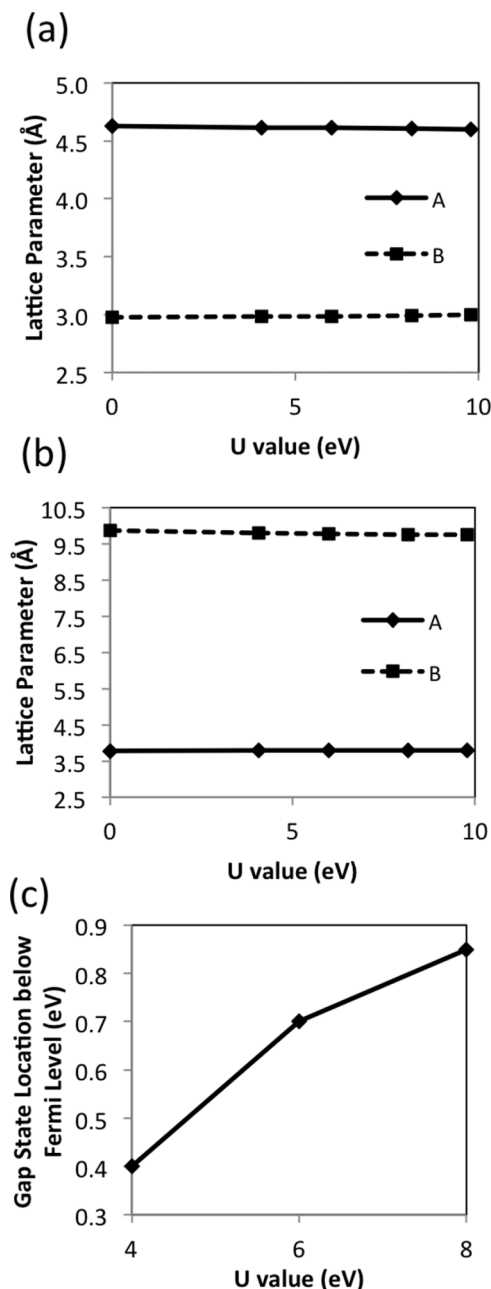 (a)
Lattice Parameter (Å)
5.0
4.5
4.0
3.5
3.0
2.5
A
B
0
5
10
U value (eV)
(b)
Lattice Parameter (Å)
10.5
9.5
8.5
7.5
6.5
5.5
4.5
3.5
2.5
A
B
0
5
10
U value (eV)
(c)
Gap State Location below
Fermi Level (eV)
0.9
0.8
0.7
0.6
0.5
0.4
0.3
4
6
8
U value (eV)